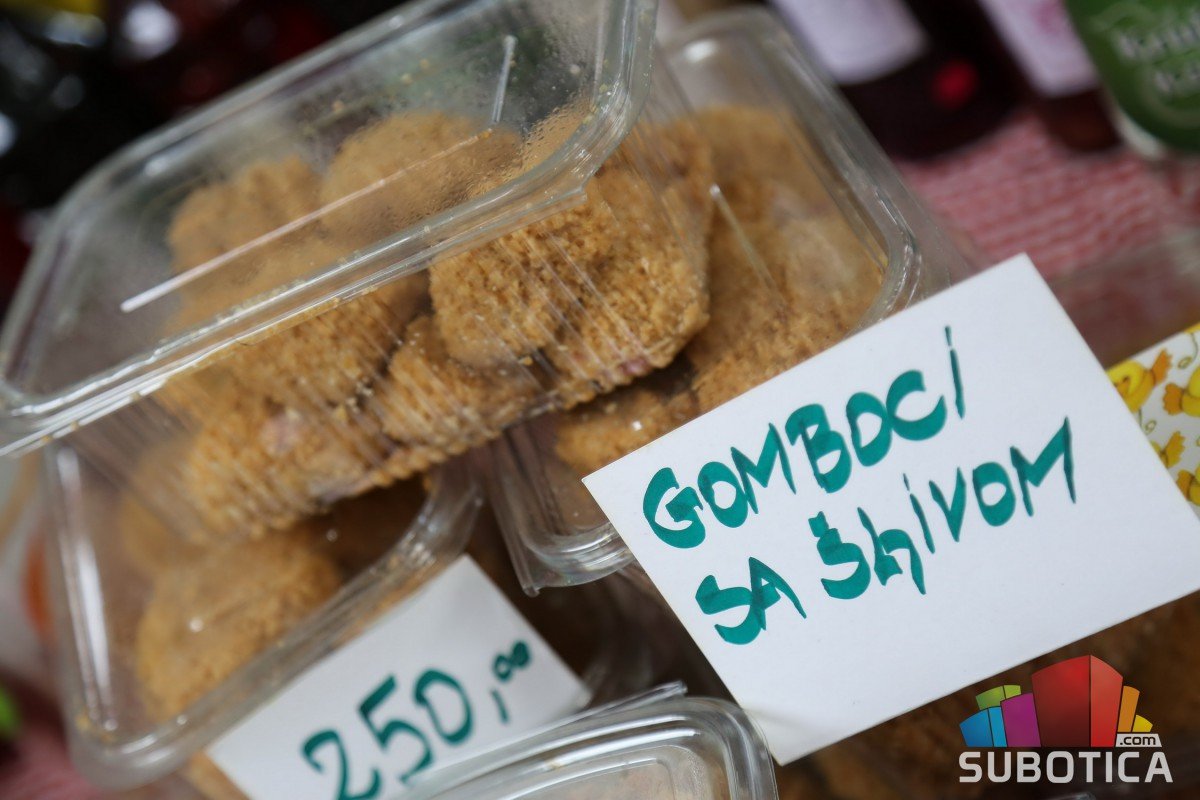 GOMBOCI
SA ŠLJIVOM
250,00
SUBOTICA
.com